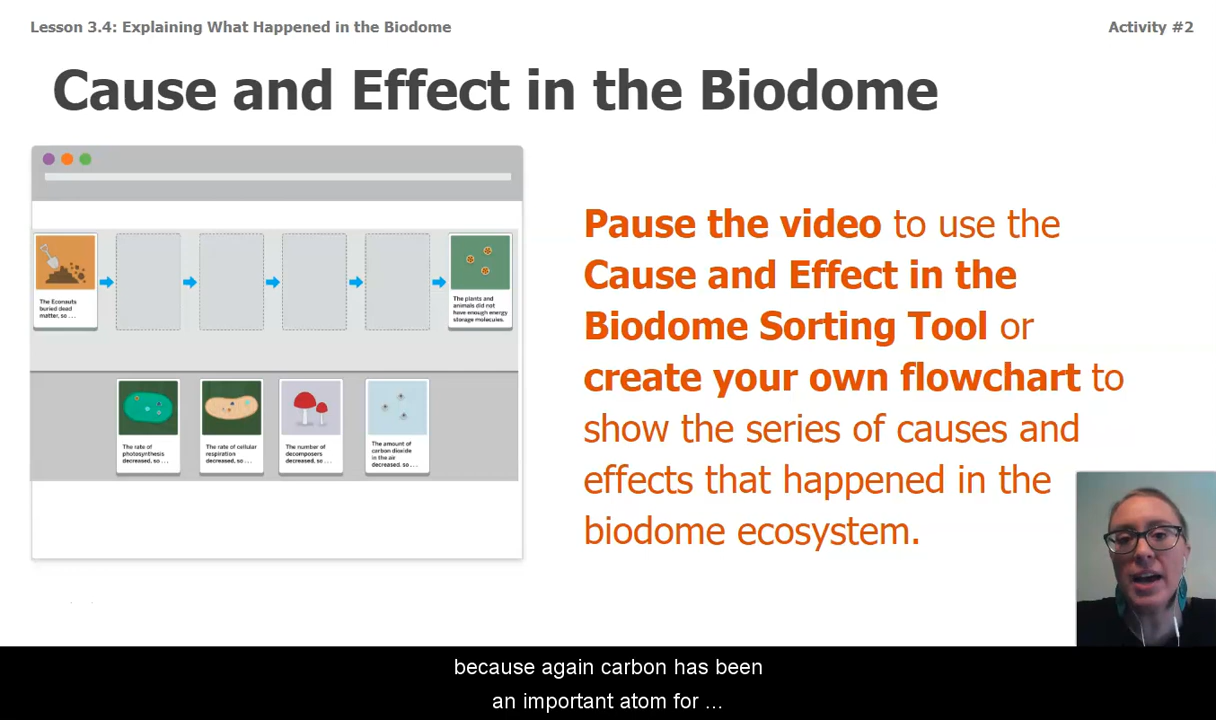 Lesson 3.4: Explaining What Happened in the Biodome
Activity #2
Cause and Effect in the Biodome
The Econauts
buried dead
matter, so ...
The plants and
animals did not
have enough energy
storage molecules.
The rate of
photosynthesis
decreased, so ...
The rate of cellular
respiration
decreased, so ...
The number of
decomposers
decreased, so ...
The amount of
carbon dioxide
in the air
decreased, so ...
Pause the video to use the
Cause and Effect in the
Biodome Sorting Tool or
create your own flowchart to
show the series of causes and
effects that happened in the
biodome ecosystem.
because again carbon has been
an important atom for ...